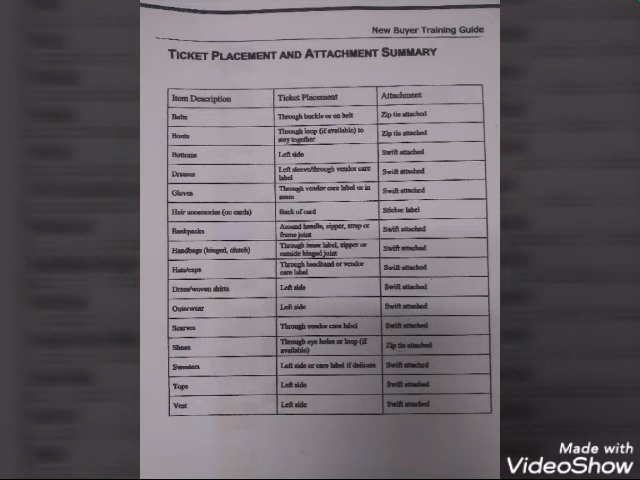 New Buyer Training Guide
TICKET PLACEMENT AND ATTACHMENT SUMMARY
Item Description Ticket Placement Attachment
Belts Through buckle or on belt Zip tie attached
Boots Through loop (if available) to stay together Zip tie attached
Bottoms Left side Swift attached
Dresses Left sleeve/through vendor care label Swift attached
Gloves Through vendor care label or in seam Swift attached
Hair accessories (on cards) Back of card Sticker label
Backpacks Around handle, zipper, strap or frame joint Swift attached
Handbags (hinged, clutch) Through inner label, zipper or outside hinged joint Swift attached
Hats/caps Through headband or vendor care label Swift attached
Dress/woven shirts Left side Swift attached
Outerwear Left side Swift attached
Scarves Through vendor care label Swift attached
Shoes Through eye holes or loop (if available) Zip tie attached
Sweaters Left side or care label if delicate Swift attached
Tops Left side Swift attached
Vest Left side Swift attached
Made with
VideoShow